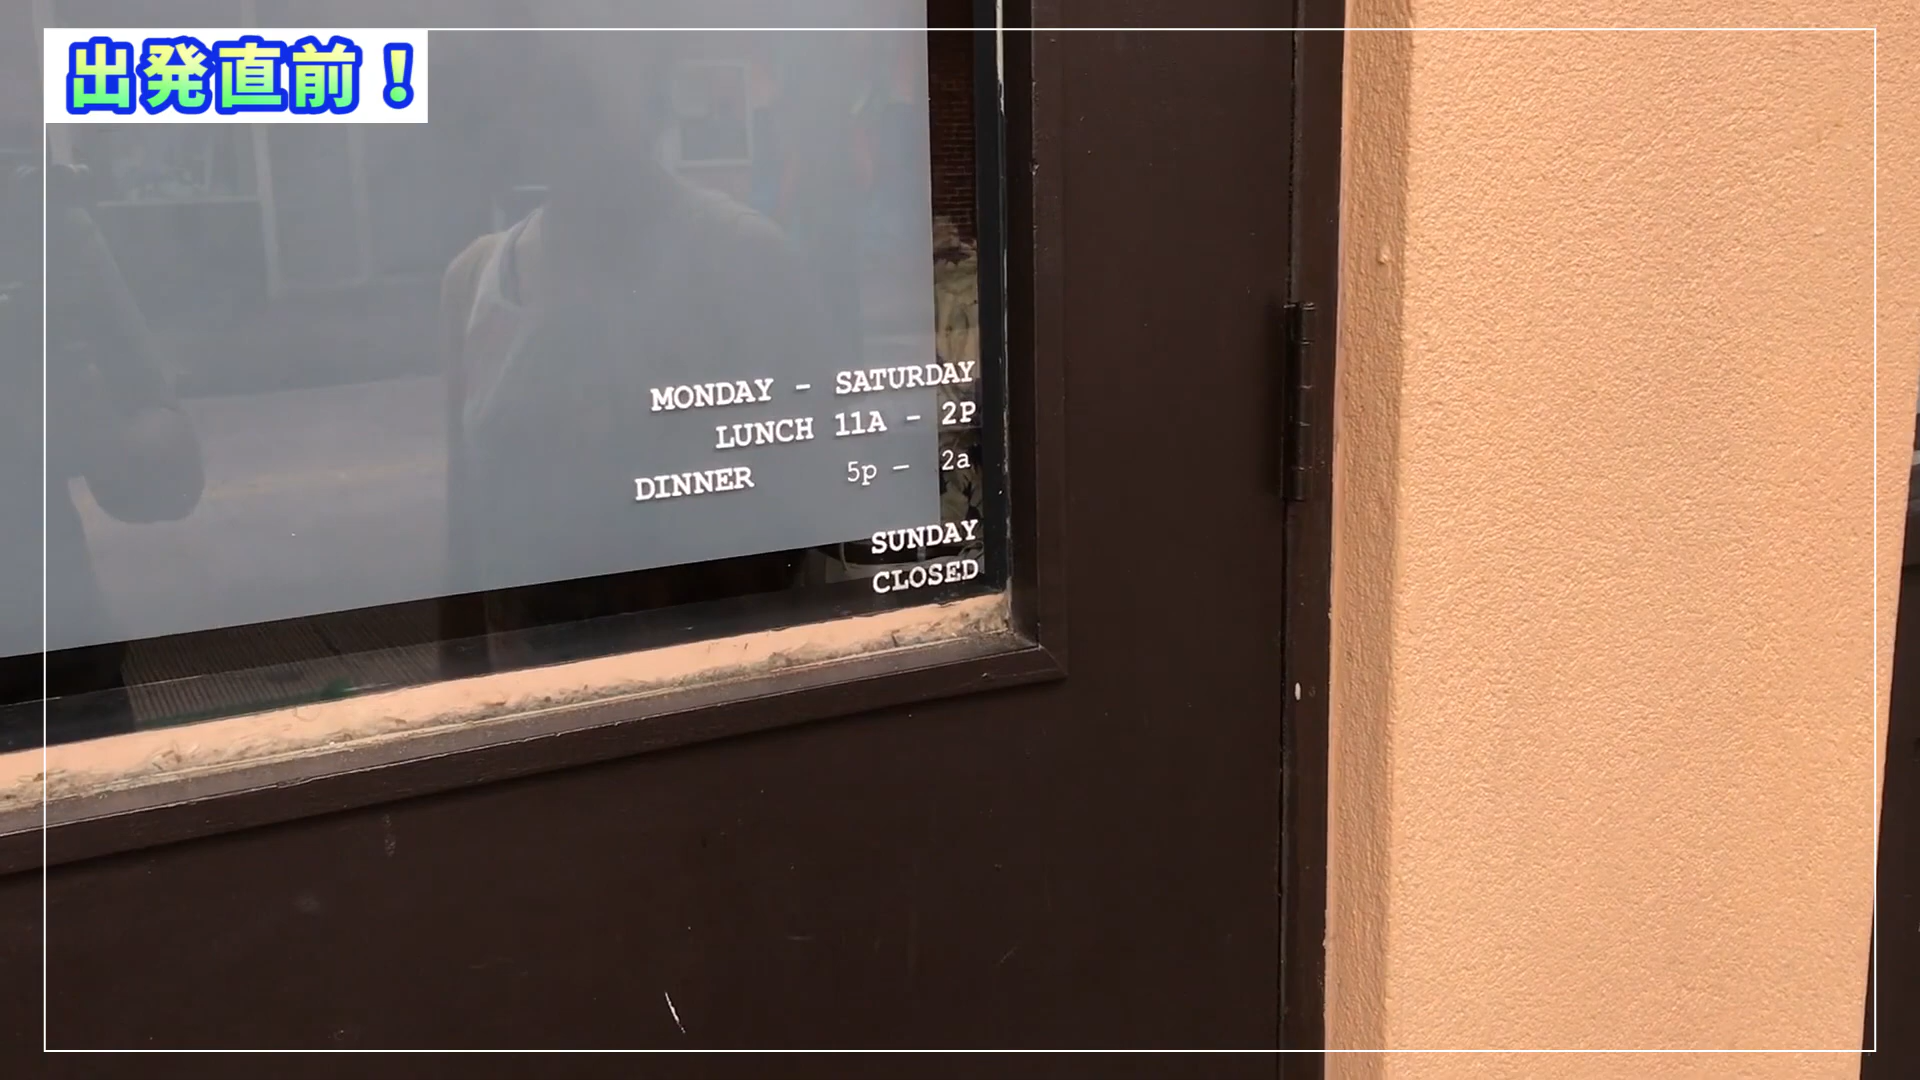 出発直前！
MONDAY - SATURDAY
LUNCH 11A - 2P
DINNER 5p - 2a
SUNDAY
CLOSED